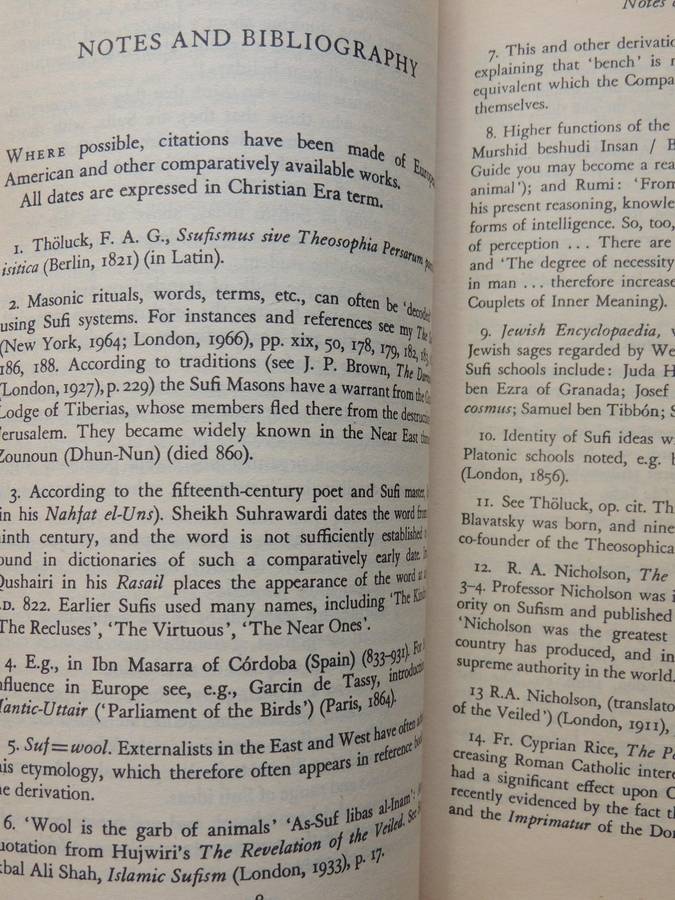 NOTES AND BIBLIOGRAPHY
WHERE possible, citations have been made of
American and other comparatively available works.
All dates are expressed in Christian Era term.
1. Thöluck, F. A. G., Ssufismus sive Theosophia Persarum
isitica (Berlin, 1821) (in Latin).
2. Masonic rituals, words, terms, etc., can often be 'decoded
using Sufi systems. For instances and references see my The
(New York, 1964; London, 1966), pp. xix, 50, 178, 179, 182, 183,
186, 188. According to traditions (see J. P. Brown, The
(London, 1927), p. 229) the Sufi Masons have a warrant from the
Lodge of Tiberias, whose members fled there from the
Jerusalem. They became widely known in the Near East
Zounoun (Dhun-Nun) (died 860).
3. According to the fifteenth-century poet and Sufi master,
in his Nahfat el-Uns). Sheikh Suhrawardi dates the word from
ninth century, and the word is not sufficiently established
ound in dictionaries of such a comparatively early date.
Qushairi in his Rasail places the appearance of the word at
.D. 822. Earlier Sufis used many names, including 'The
'The Recluses', 'The Virtuous', 'The Near Ones'.
4. E.g., in Ibn Masarra of Córdoba (Spain) (833-931). For
nfluence in Europe see, e.g., Garcin de Tassy, introduction
Mantic-Uttair ('Parliament of the Birds') (Paris, 1864).
5. Suf=wool. Externalists in the East and West have often
his etymology, which therefore often appears in reference
he derivation.
6. 'Wool is the garb of animals' 'As-Suf libas al-Inam':
uotation from Hujwiri's The Revelation of the Veiled. See
kbal Ali Shah, Islamic Sufism (London, 1933), p. 17.
Notes
7. This and other derivatio
explaining that 'bench' is
equivalent which the Compa
themselves.
8. Higher functions of the
Murshid beshudi Insan /
Guide you may become a rea
animal'); and Rumi: 'From
his present reasoning, knowle
forms of intelligence. So, too,
of perception ... There are
and 'The degree of necessity
in man ... therefore increase
Couplets of Inner Meaning).
9. Jewish Encyclopaedia,
Jewish sages regarded by We
Sufi schools include: Juda H
ben Ezra of Granada; Josef
cosmus; Samuel ben Tibbón; S
10. Identity of Sufi ideas w
Platonic schools noted, e.g. b
(London, 1856).
11. See Thöluck, op. cit. Th
Blavatsky was born, and nine
co-founder of the Theosophica
12. R. A. Nicholson, The
3-4. Professor Nicholson was i
ority on Sufism and published
'Nicholson was the greatest
country has produced, and in
supreme authority in the world.
13 R.A. Nicholson, (translato
of the Veiled') (London, 1911),
14. Fr. Cyprian Rice, The Pe
creasing Roman Catholic intere
had a significant effect upon C
recently evidenced by the fact th
and the Imprimatur of the Do